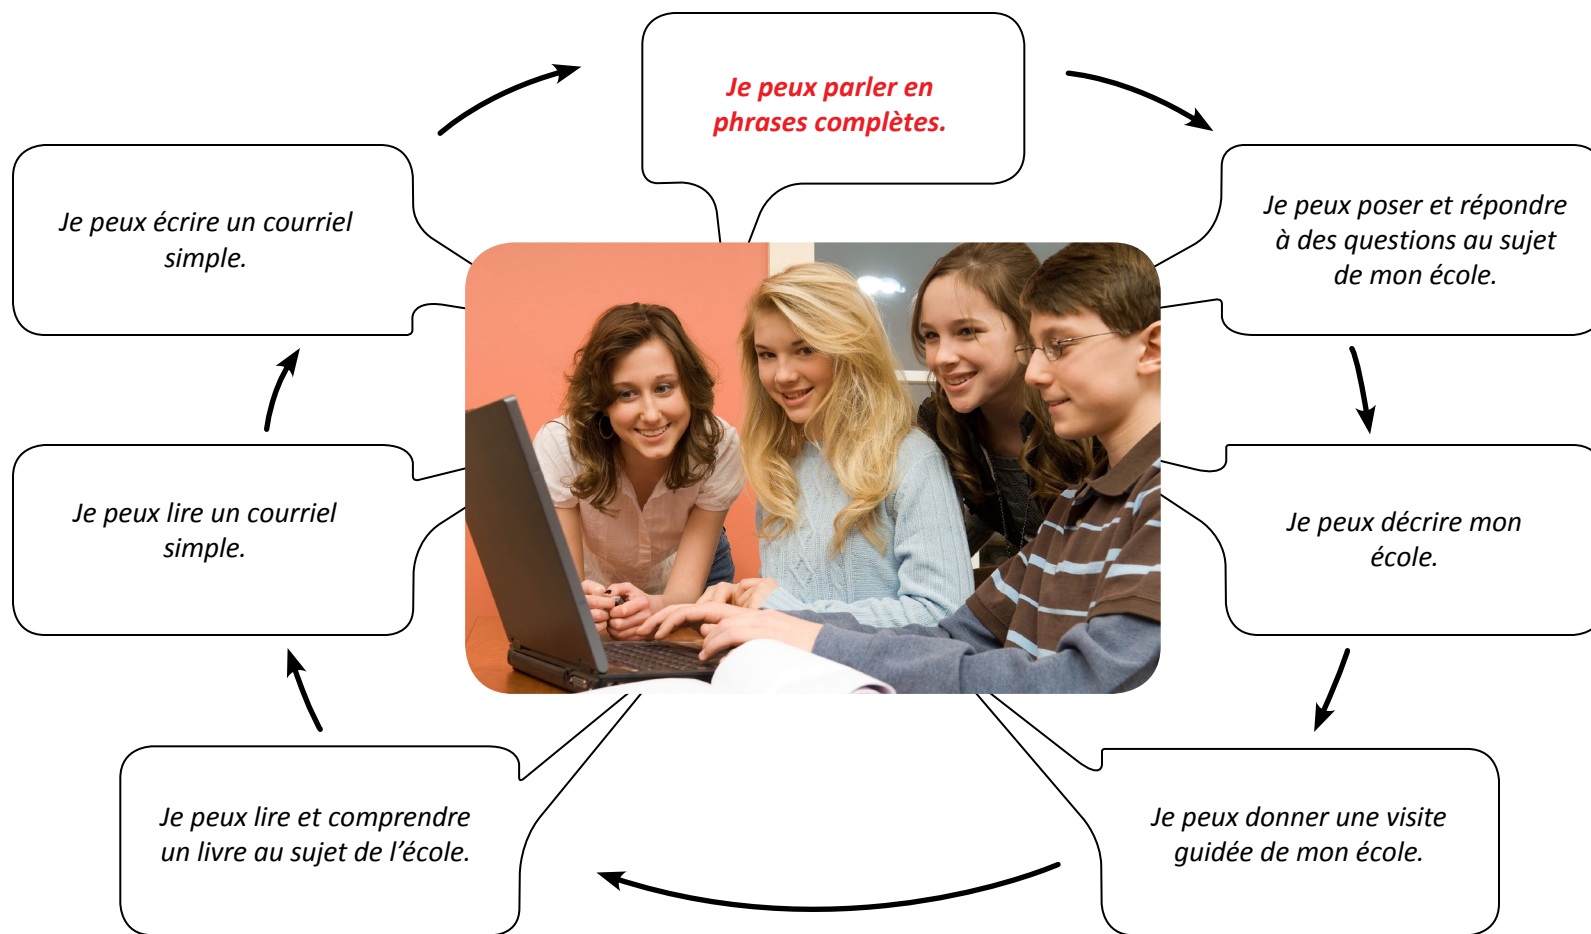 Je peux parler en
phrases complètes.
Je peux poser et répondre
à des questions au sujet
de mon école.
Je peux décrire mon
école.
Je peux donner une visite
guidée de mon école.
Je peux lire et comprendre
un livre au sujet de l’école.
Je peux lire un courriel
simple.
Je peux écrire un courriel
simple.